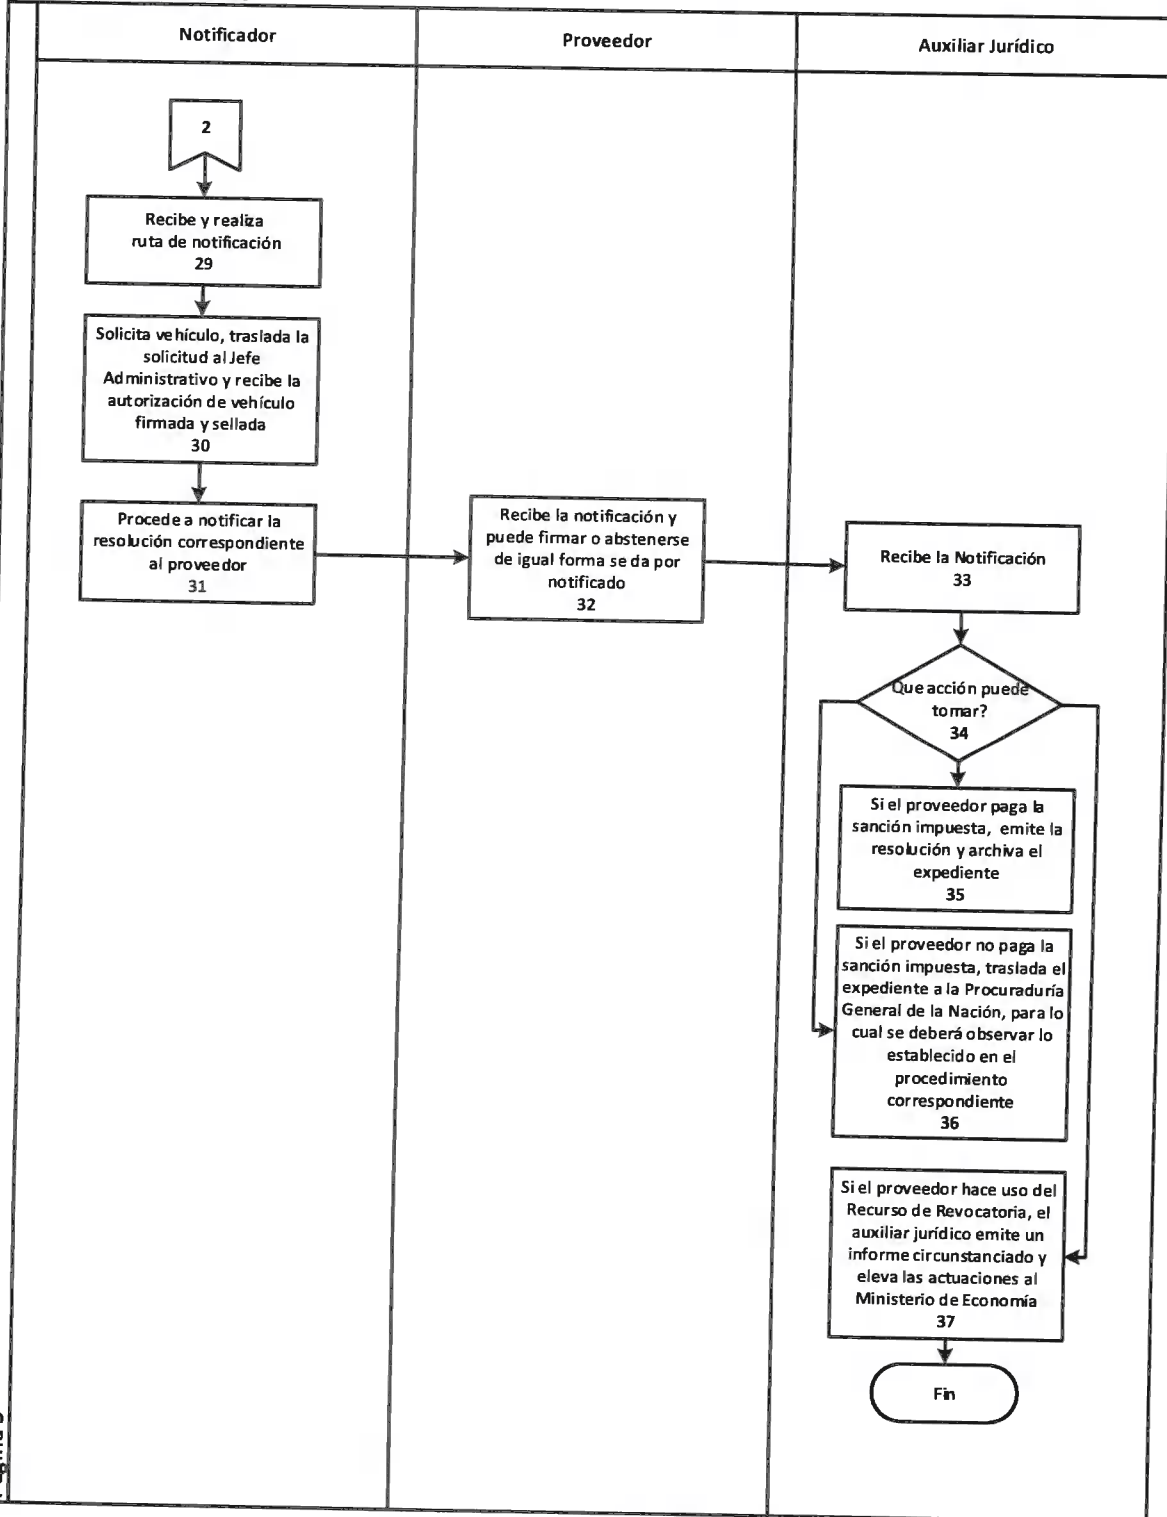 Notificador
Proveedor
Auxiliar Jurídico
2
Recibe y realiza
ruta de notificación
29
Solicita vehículo, traslada la
solicitud al Jefe
Administrativo y recibe la
autorización de vehículo
firmada y sellada
30
Procede a notificar la
resolución correspondiente
al proveedor
31
Recibe la notificación y
puede firmar o abstenerse
de igual forma se da por
notificado
32
Recibe la Notificación
33
Que acción puede
tomar?
34
Si el proveedor paga la
sanción impuesta, emite la
resolución y archiva el
expediente
35
Si el proveedor no paga la
sanción impuesta, traslada el
expediente a la Procuraduría
General de la Nación, para lo
cual se deberá observar lo
establecido en el
procedimiento
correspondiente
36
Si el proveedor hace uso del
Recurso de Revocatoria, el
auxiliar jurídico emite un
informe circunstanciado y
eleva las actuaciones al
Ministerio de Economía
37
Fin